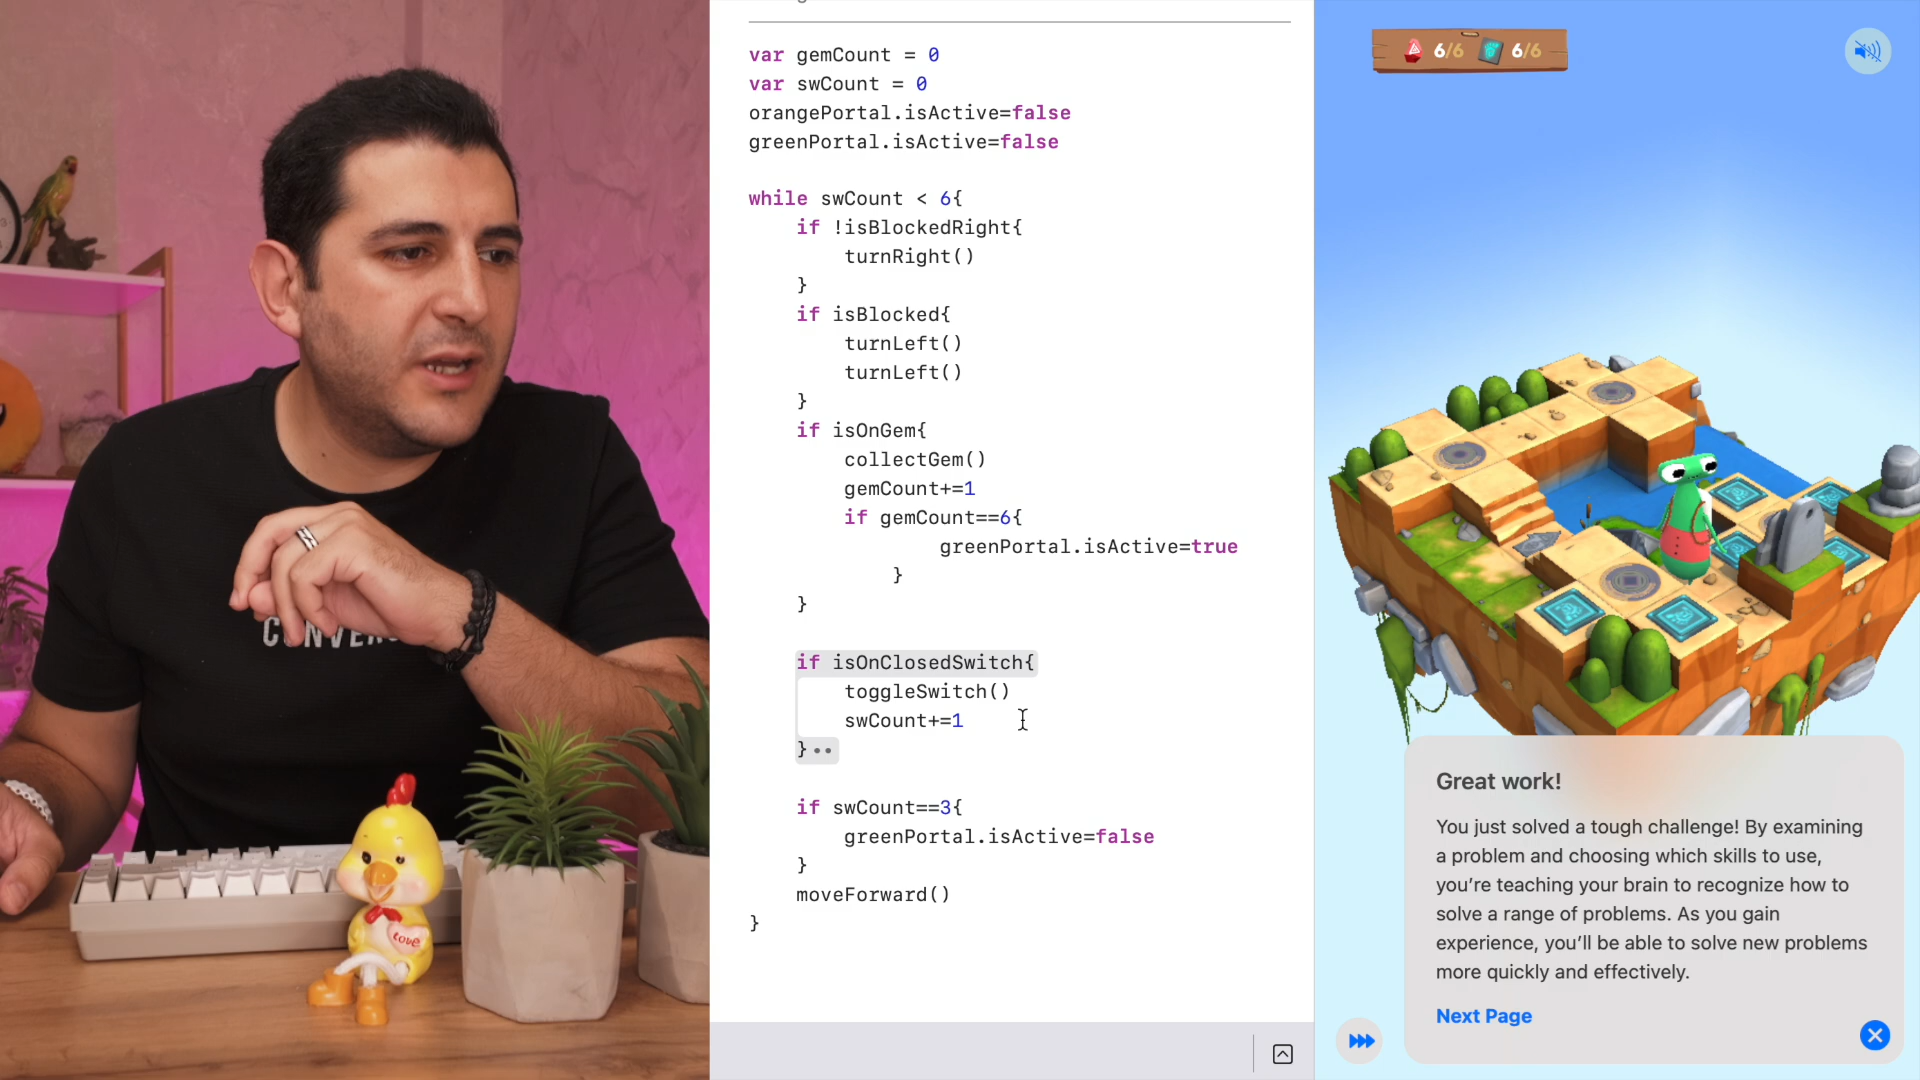 var gemCount = 0
var swCount = 0
orangePortal.isActive=false
greenPortal.isActive=false
while swCount < 6{
if !isBlockedRight{
turnRight()
}
if isBlocked{
turnLeft()
turnLeft()
}
if isOnGem{
collectGem()
gemCount+=1
if gemCount==6{
greenPortal.isActive=true
}
}
if isOnClosedSwitch{
toggleSwitch()
swCount+=1
}
if swCount==3{
greenPortal.isActive=false
}
moveForward()
}
6/6 6/6
Great work!
You just solved a tough challenge! By examining
a problem and choosing which skills to use,
you’re teaching your brain to recognize how to
solve a range of problems. As you gain
experience, you’ll be able to solve new problems
more quickly and effectively.
Next Page
LOVE